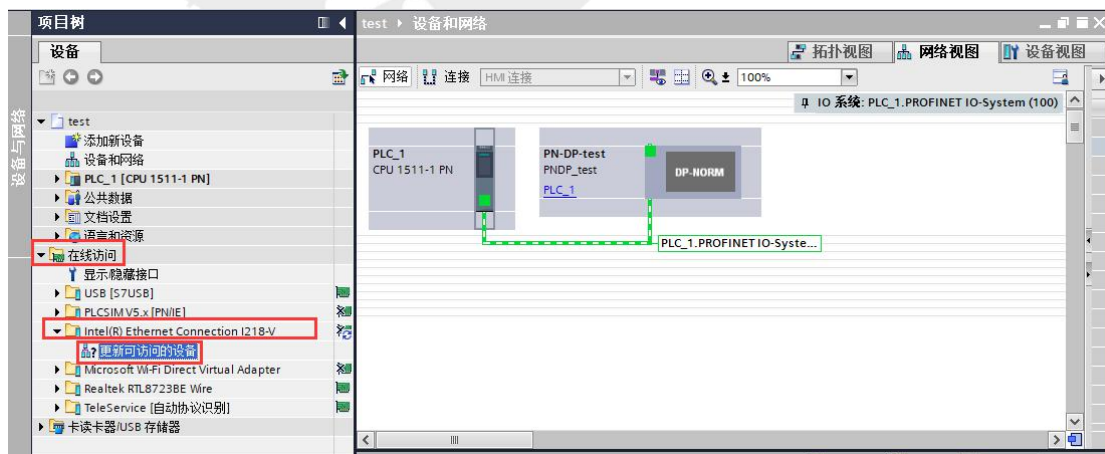 项目树
test ▸ 设备和网络
设备
拓扑视图
网络视图
设备视图
网络
连接
HMI连接
100%
IO 系统: PLC_1.PROFINET IO-System (100)
设备与网络
test
添加新设备
设备和网络
PLC_1 [CPU 1511-1 PN]
公共数据
文档设置
语言和资源
在线访问
显示/隐藏接口
USB [S7USB]
PLCSIM V5.x [PN/IE]
Intel(R) Ethernet Connection I218-V
更新可访问的设备
Microsoft Wi-Fi Direct Virtual Adapter
Realtek RTL8723BE Wire
TeleService [自动协议识别]
卡读卡器/USB 存储器
PLC_1
CPU 1511-1 PN
PN-DP-test
PNDP_test
PLC_1
DP-NORM
PLC_1.PROFINET IO-Syste...